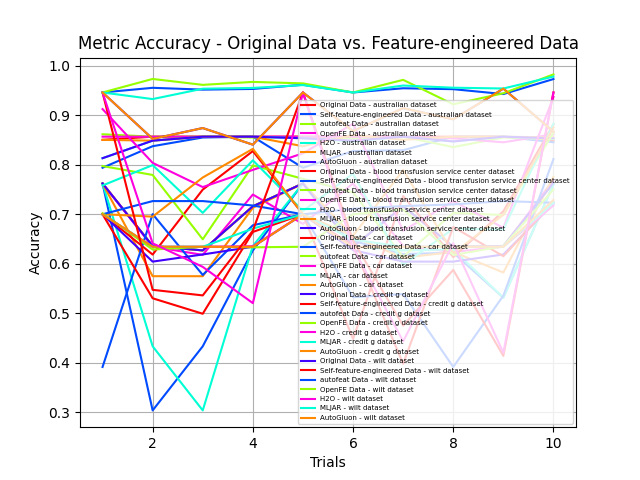 Metric Accuracy - Original Data vs. Feature-engineered Data
1.0
0.9
0.8
0.7
0.6
0.5
0.4
0.3
Accuracy
2
4
6
8
10
Trials
Original Data - australian dataset
Self-feature-engineered Data - australian dataset
autofeat Data - australian dataset
OpenFE Data - australian dataset
H2O - australian dataset
MLJAR - australian dataset
AutoGluon - australian dataset
Original Data - blood transfusion service center dataset
Self-feature-engineered Data - blood transfusion service center dataset
autofeat Data - blood transfusion service center dataset
OpenFE Data - blood transfusion service center dataset
H2O - blood transfusion service center dataset
MLJAR - blood transfusion service center dataset
AutoGluon - blood transfusion service center dataset
Original Data - car dataset
Self-feature-engineered Data - car dataset
autofeat Data - car dataset
OpenFE Data - car dataset
MLJAR - car dataset
AutoGluon - car dataset
Original Data - credit g dataset
Self-feature-engineered Data - credit g dataset
autofeat Data - credit g dataset
OpenFE Data - credit g dataset
H2O - credit g dataset
MLJAR - credit g dataset
AutoGluon - credit g dataset
Original Data - wilt dataset
Self-feature-engineered Data - wilt dataset
autofeat Data - wilt dataset
OpenFE Data - wilt dataset
H2O - wilt dataset
MLJAR - wilt dataset
AutoGluon - wilt dataset